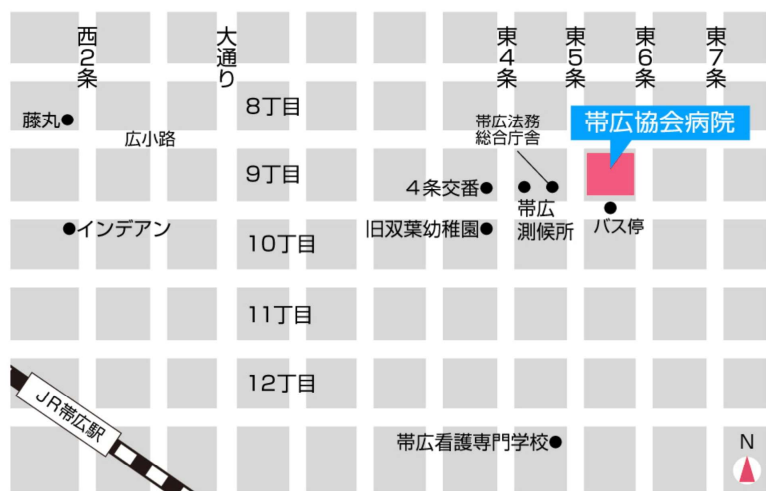 西2条
大通り
東4条
東5条
東6条
東7条
藤丸
広小路
8丁目
帯広法務
総合庁舎
帯広協会病院
9丁目
4条交番
帯広
測候所
バス停
インデアン
旧双葉幼稚園
10丁目
11丁目
12丁目
JR帯広駅
帯広看護専門学校
N